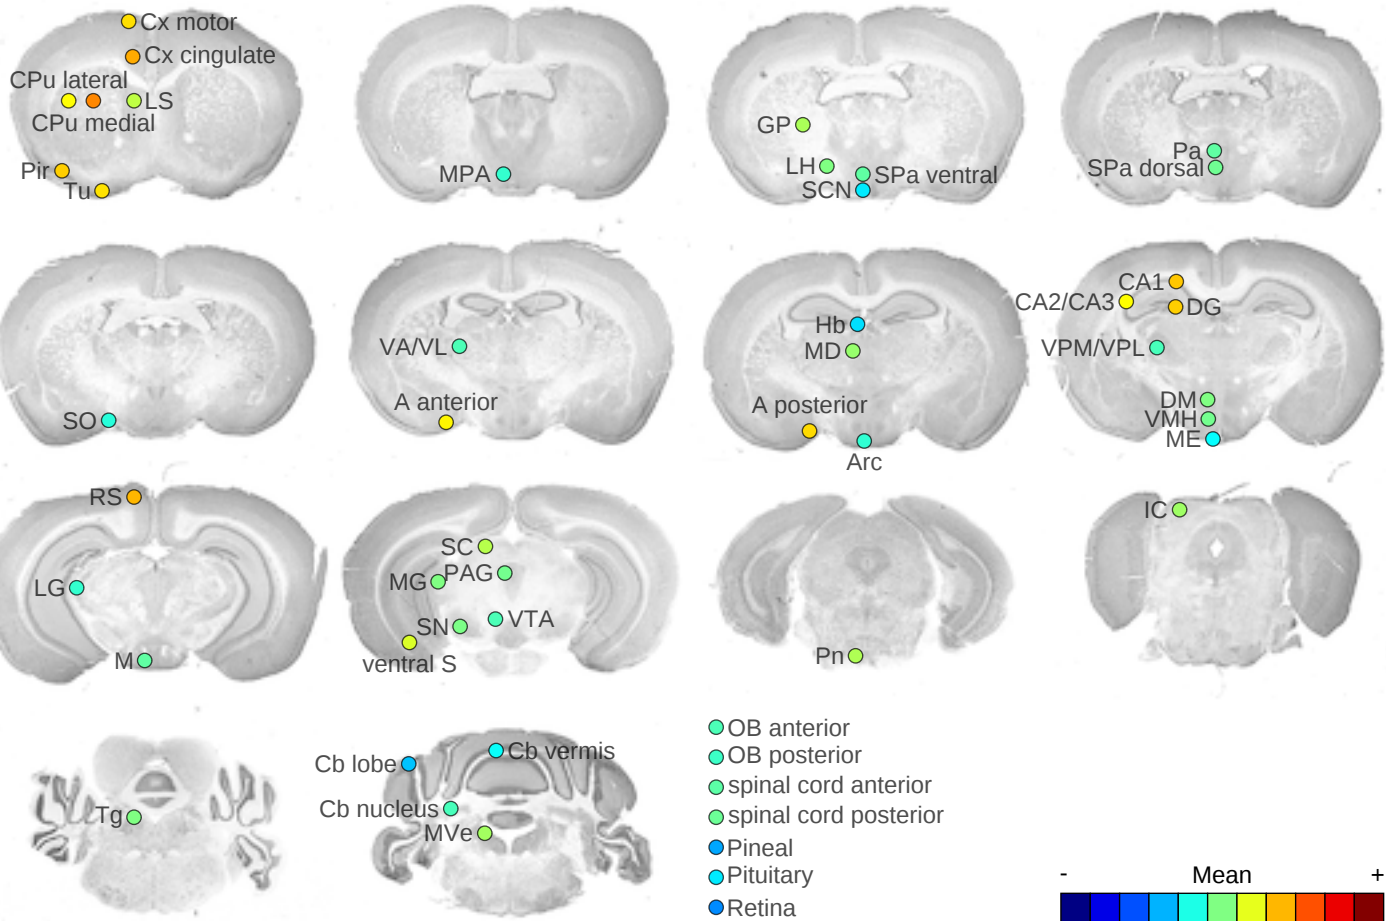 Cx motor
Cx cingulate
CPu lateral
LS
CPu medial
Pir
Tu
MPA
GP
LH
SPa ventral
SCN
Pa
SPa dorsal
SO
VA/VL
A anterior
Hb
MD
A posterior
Arc
CA1
CA2/CA3
DG
VPM/VPL
DM
VMH
ME
RS
LG
M
SC
MG PAG
SN VTA
ventral S
Pn
IC
Tg
Cb lobe
Cb vermis
Cb nucleus
MVe
OB anterior
OB posterior
spinal cord anterior
spinal cord posterior
Pineal
Pituitary
Retina
- Mean +